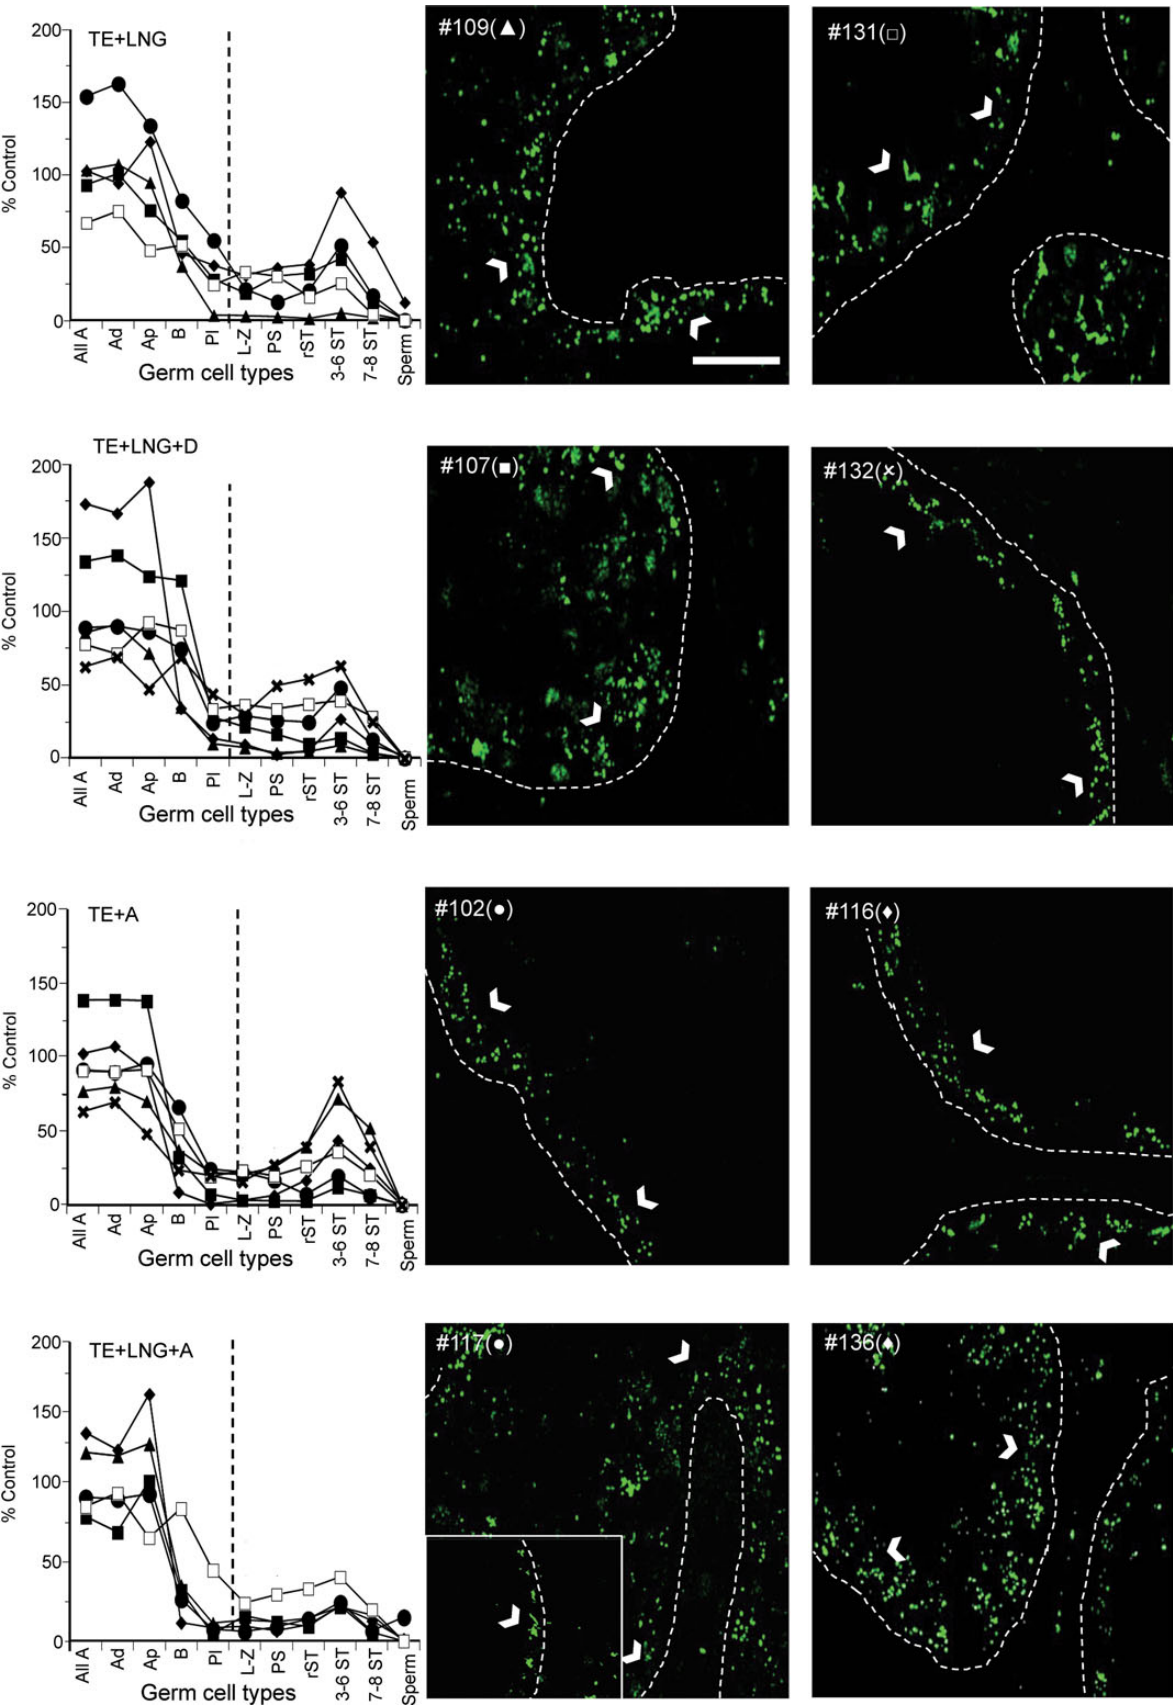 TE+LNG
200
150
100
50
0
% Control
All A Ad Ap B Pl L-Z PS rST 3-6 ST 7-8 ST Sperm
Germ cell types
#109(▲)
#131(□)
TE+LNG+D
200
150
100
50
0
% Control
All A Ad Ap B Pl L-Z PS rST 3-6 ST 7-8 ST Sperm
Germ cell types
#107(■)
#132(×)
TE+A
200
150
100
50
0
% Control
All A Ad Ap B Pl L-Z PS rST 3-6 ST 7-8 ST Sperm
Germ cell types
#102(●)
#116(♦)
TE+LNG+A
200
150
100
50
0
% Control
All A Ad Ap B Pl L-Z PS rST 3-6 ST 7-8 ST Sperm
Germ cell types
#117(●)
#136(♦)